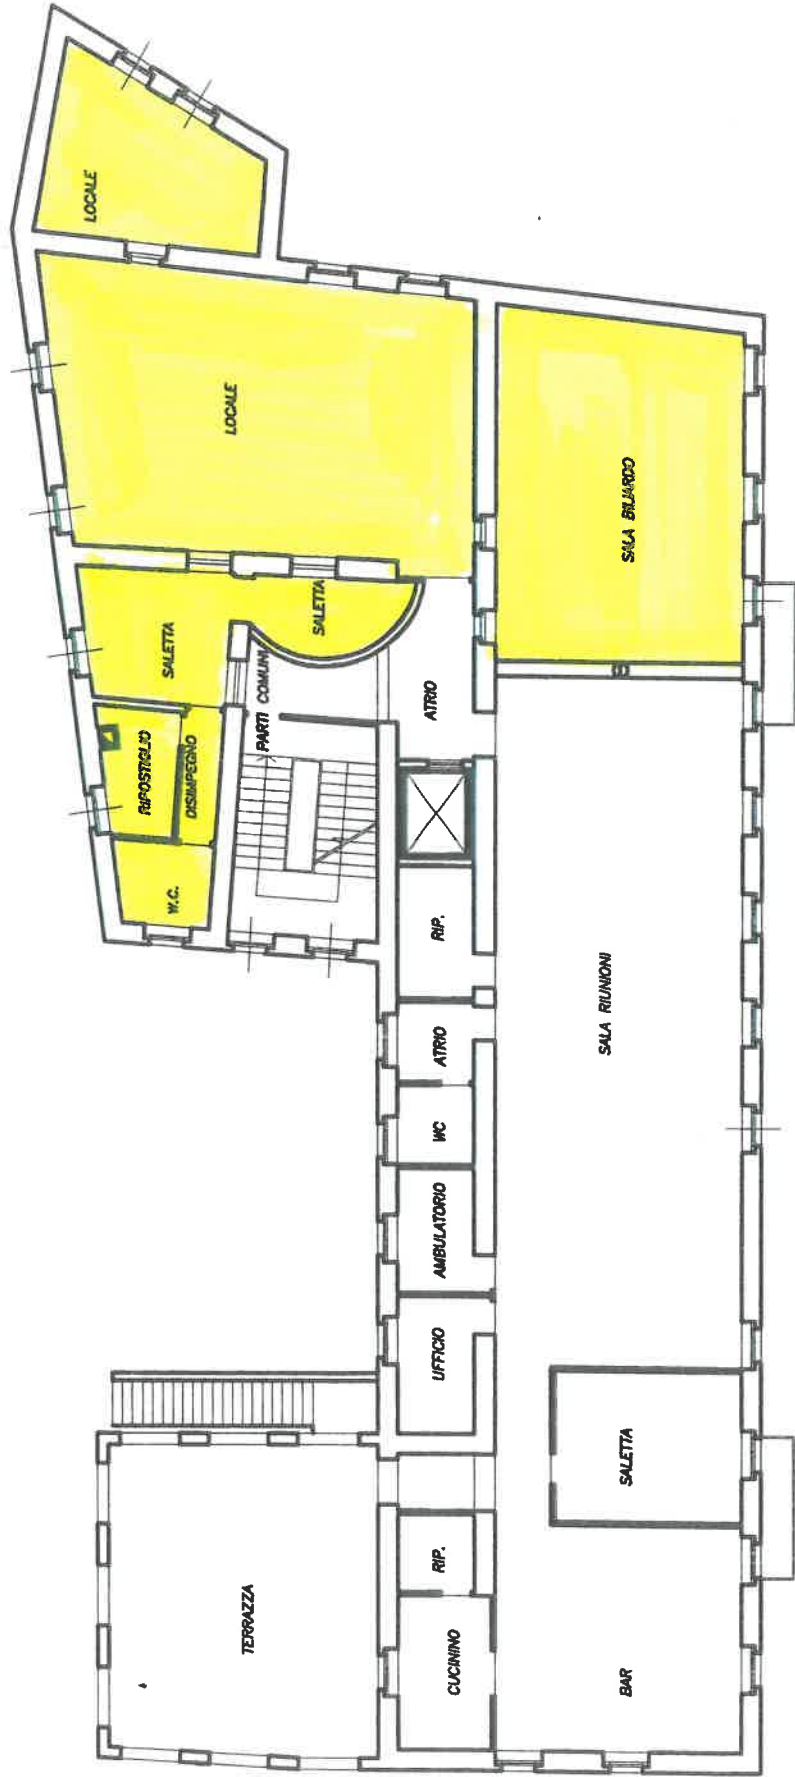 LOCALE
LOCALE
SALA BILIARDO
SALETTA
SALETTA
RIPOSTIGLIO
DISIMPEGNO
W.C.
PARTI COMUNI
ATRIO
RIP.
ATRIO
WC
AMBULATORIO
UFFICIO
SALA RIUNIONI
SALETTA
TERRAZZA
RIP.
CUCININO
BAR